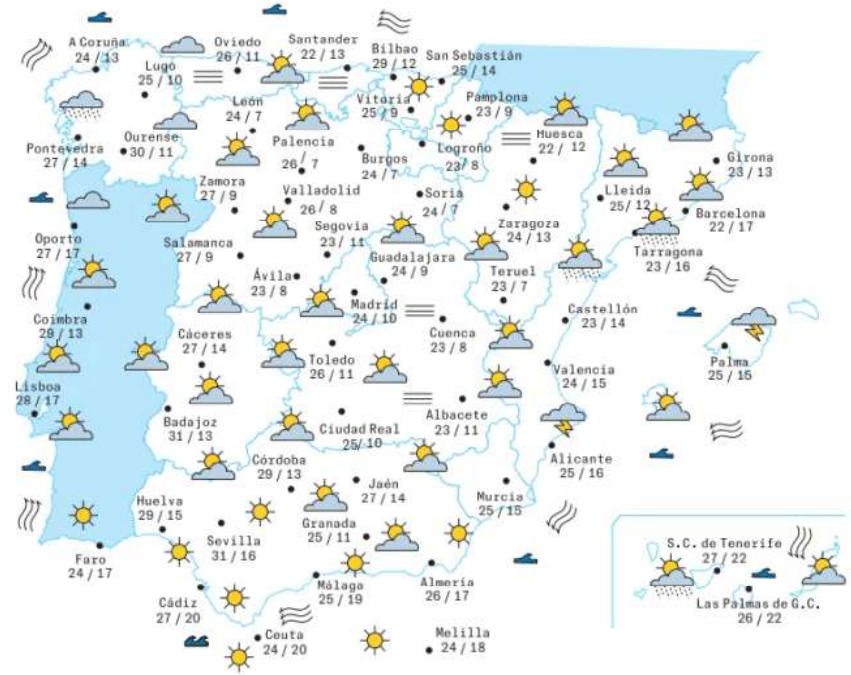 A Coruña
24 / 13
Lugo
25 / 10
Oviedo
26 / 11
Santander
22 / 13
Bilbao
29 / 12
San Sebastián
25 / 14
Vitoria
25 / 9
Pamplona
23 / 9
León
24 / 7
Palencia
26 / 7
Burgos
24 / 7
Logroño
23 / 8
Huesca
22 / 12
Girona
23 / 13
Pontevedra
27 / 14
Ourense
30 / 11
Zamora
27 / 9
Valladolid
26 / 8
Soria
24 / 7
Lleida
25 / 12
Zaragoza
24 / 13
Barcelona
22 / 17
Oporto
27 / 17
Salamanca
27 / 9
Segovia
23 / 11
Guadalajara
24 / 9
Tarragona
23 / 16
Ávila
23 / 8
Teruel
23 / 7
Madrid
24 / 10
Coimbra
29 / 13
Castellón
23 / 14
Cáceres
27 / 14
Cuenca
23 / 8
Toledo
26 / 11
Palma
25 / 15
Valencia
24 / 15
Lisboa
28 / 17
Badajoz
31 / 13
Ciudad Real
25 / 10
Albacete
23 / 11
Córdoba
29 / 13
Jaén
27 / 14
Alicante
25 / 16
Huelva
29 / 15
Murcia
25 / 15
Sevilla
31 / 16
Granada
25 / 11
S.C. de Tenerife
27 / 22
Faro
24 / 17
Málaga
25 / 19
Almería
26 / 17
Cádiz
27 / 20
Las Palmas de G.C.
26 / 22
Ceuta
24 / 20
Melilla
24 / 18